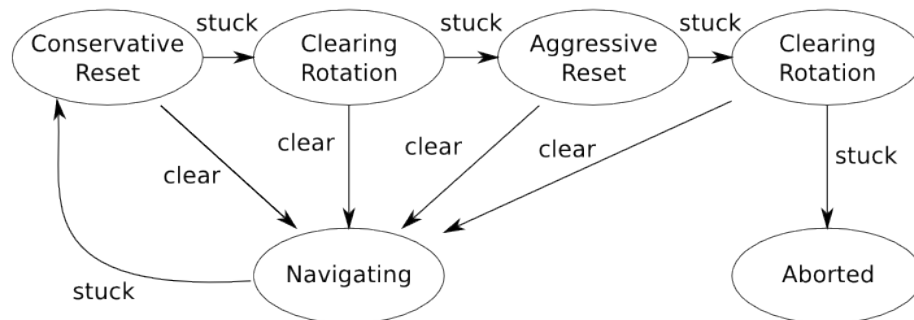 stuck
stuck
stuck
Conservative
Reset
Clearing
Rotation
Aggressive
Reset
Clearing
Rotation
clear
clear
clear
clear
stuck
Navigating
Aborted
stuck